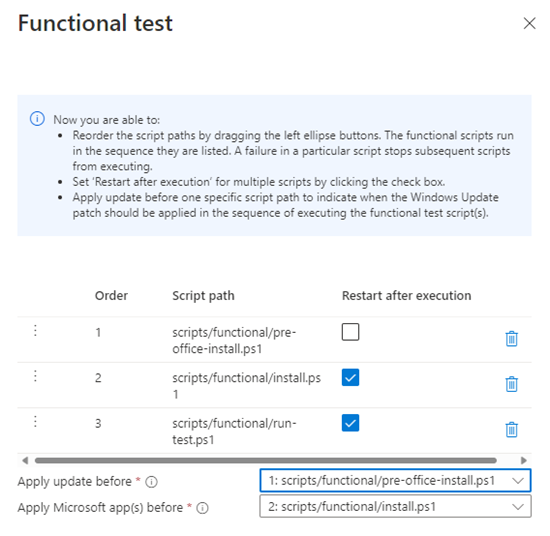 Functional test
Now you are able to:
• Reorder the script paths by dragging the left ellipse buttons. The functional scripts run
in the sequence they are listed. A failure in a particular script stops subsequent scripts
from executing.
• Set ‘Restart after execution’ for multiple scripts by clicking the check box.
• Apply update before one specific script path to indicate when the Windows Update
patch should be applied in the sequence of executing the functional test script(s).
Order Script path Restart after execution
1 scripts/functional/pre-
office-install.ps1
2 scripts/functional/install.ps
1
3 scripts/functional/run-
test.ps1
Apply update before * 1: scripts/functional/pre-office-install.ps1
Apply Microsoft app(s) before * 2: scripts/functional/install.ps1